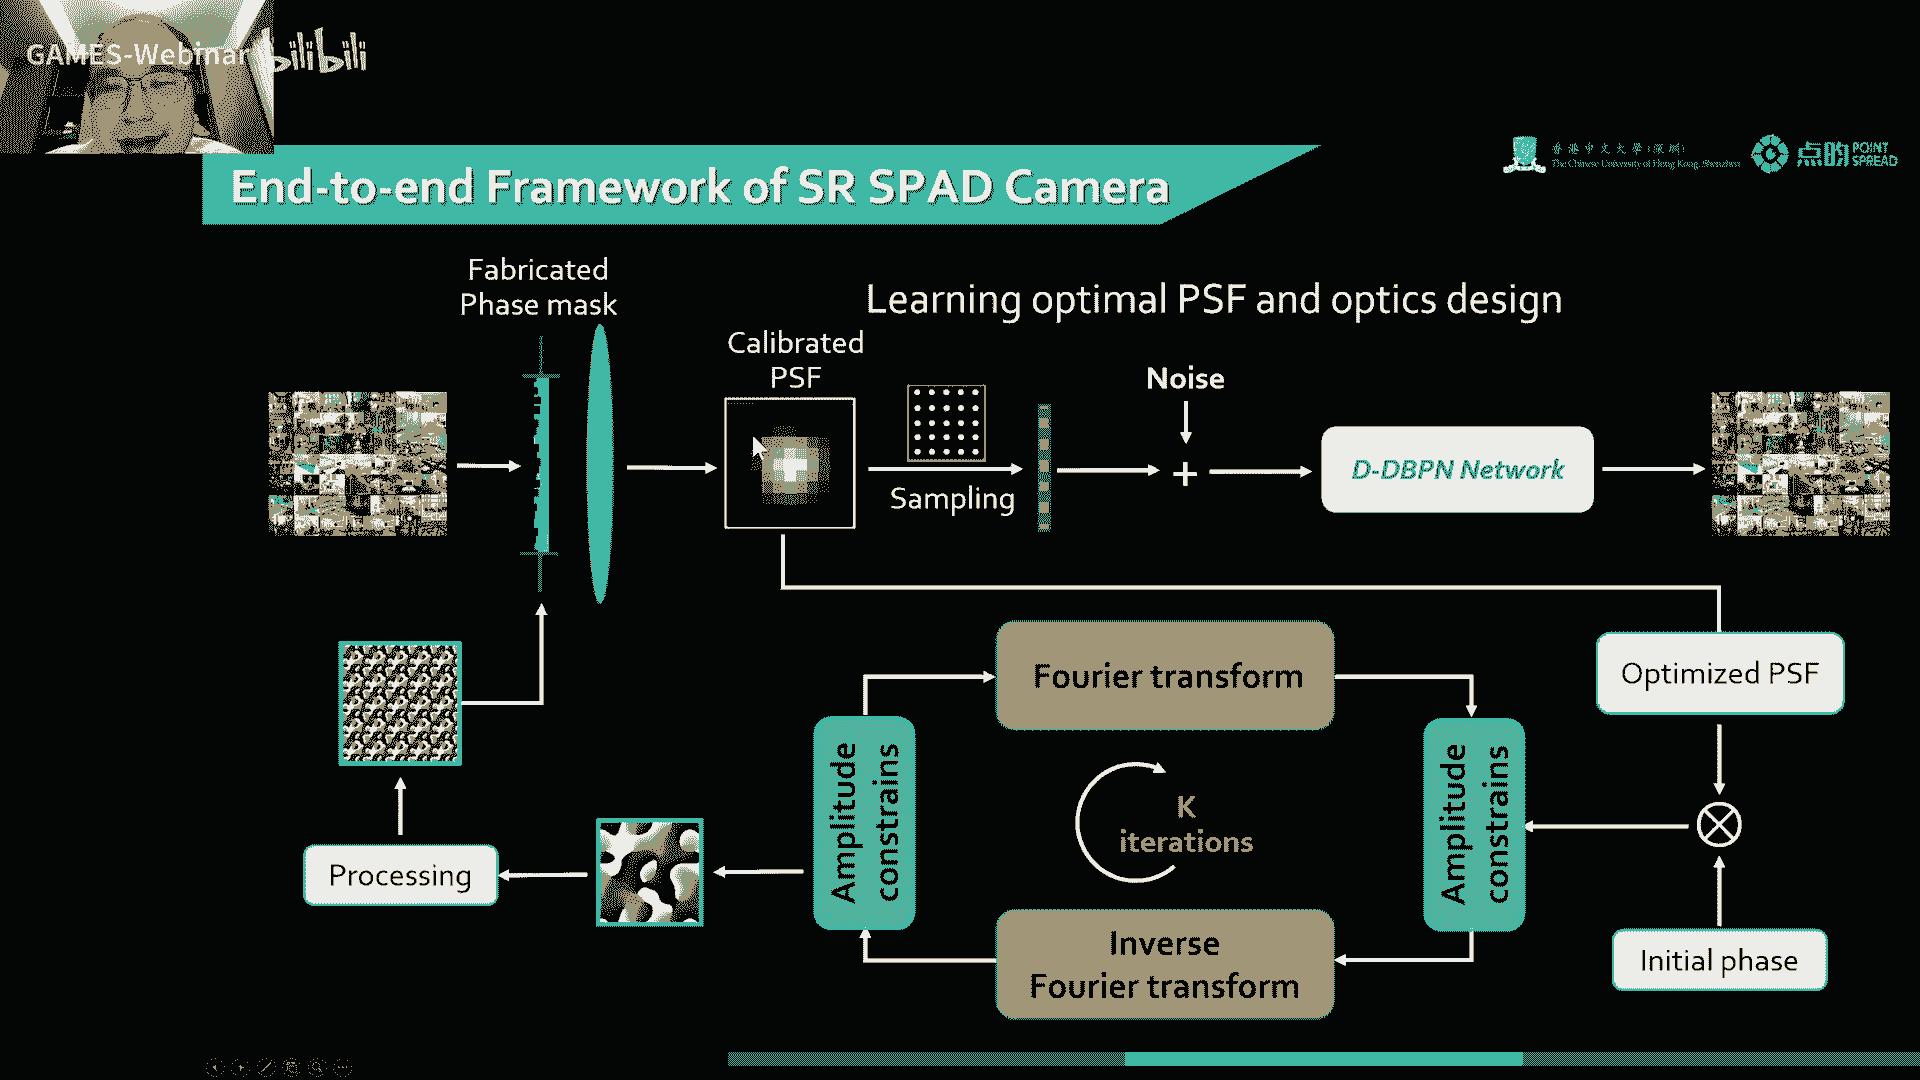 GAMES-Webinar
bilibili
香港中文大學(深圳)
The Chinese University of Hong Kong, Shenzhen
点昀 POINT
SPREAD
End-to-end Framework of SR SPAD Camera
Fabricated
Phase mask
Learning optimal PSF and optics design
Calibrated
PSF
Noise
Sampling
+
D-DBPN Network
Fourier transform
Optimized PSF
Amplitude
constrains
K
iterations
Amplitude
constrains
Processing
Inverse
Fourier transform
Initial phase